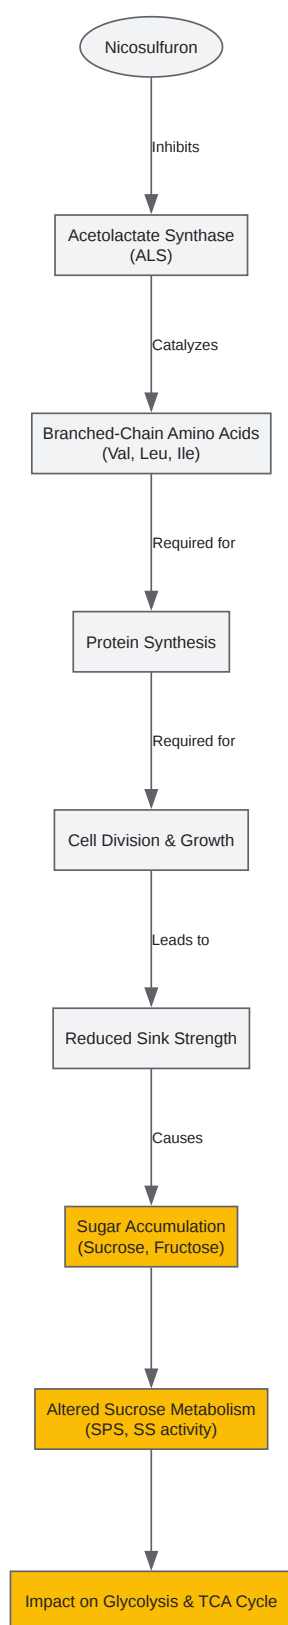 Nicosulfuron
Inhibits
Acetolactate Synthase
(ALS)
Catalyzes
Branched-Chain Amino Acids
(Val, Leu, Ile)
Required for
Protein Synthesis
Required for
Cell Division & Growth
Leads to
Reduced Sink Strength
Causes
Sugar Accumulation
(Sucrose, Fructose)
Altered Sucrose Metabolism
(SPS, SS activity)
Impact on Glycolysis & TCA Cycle